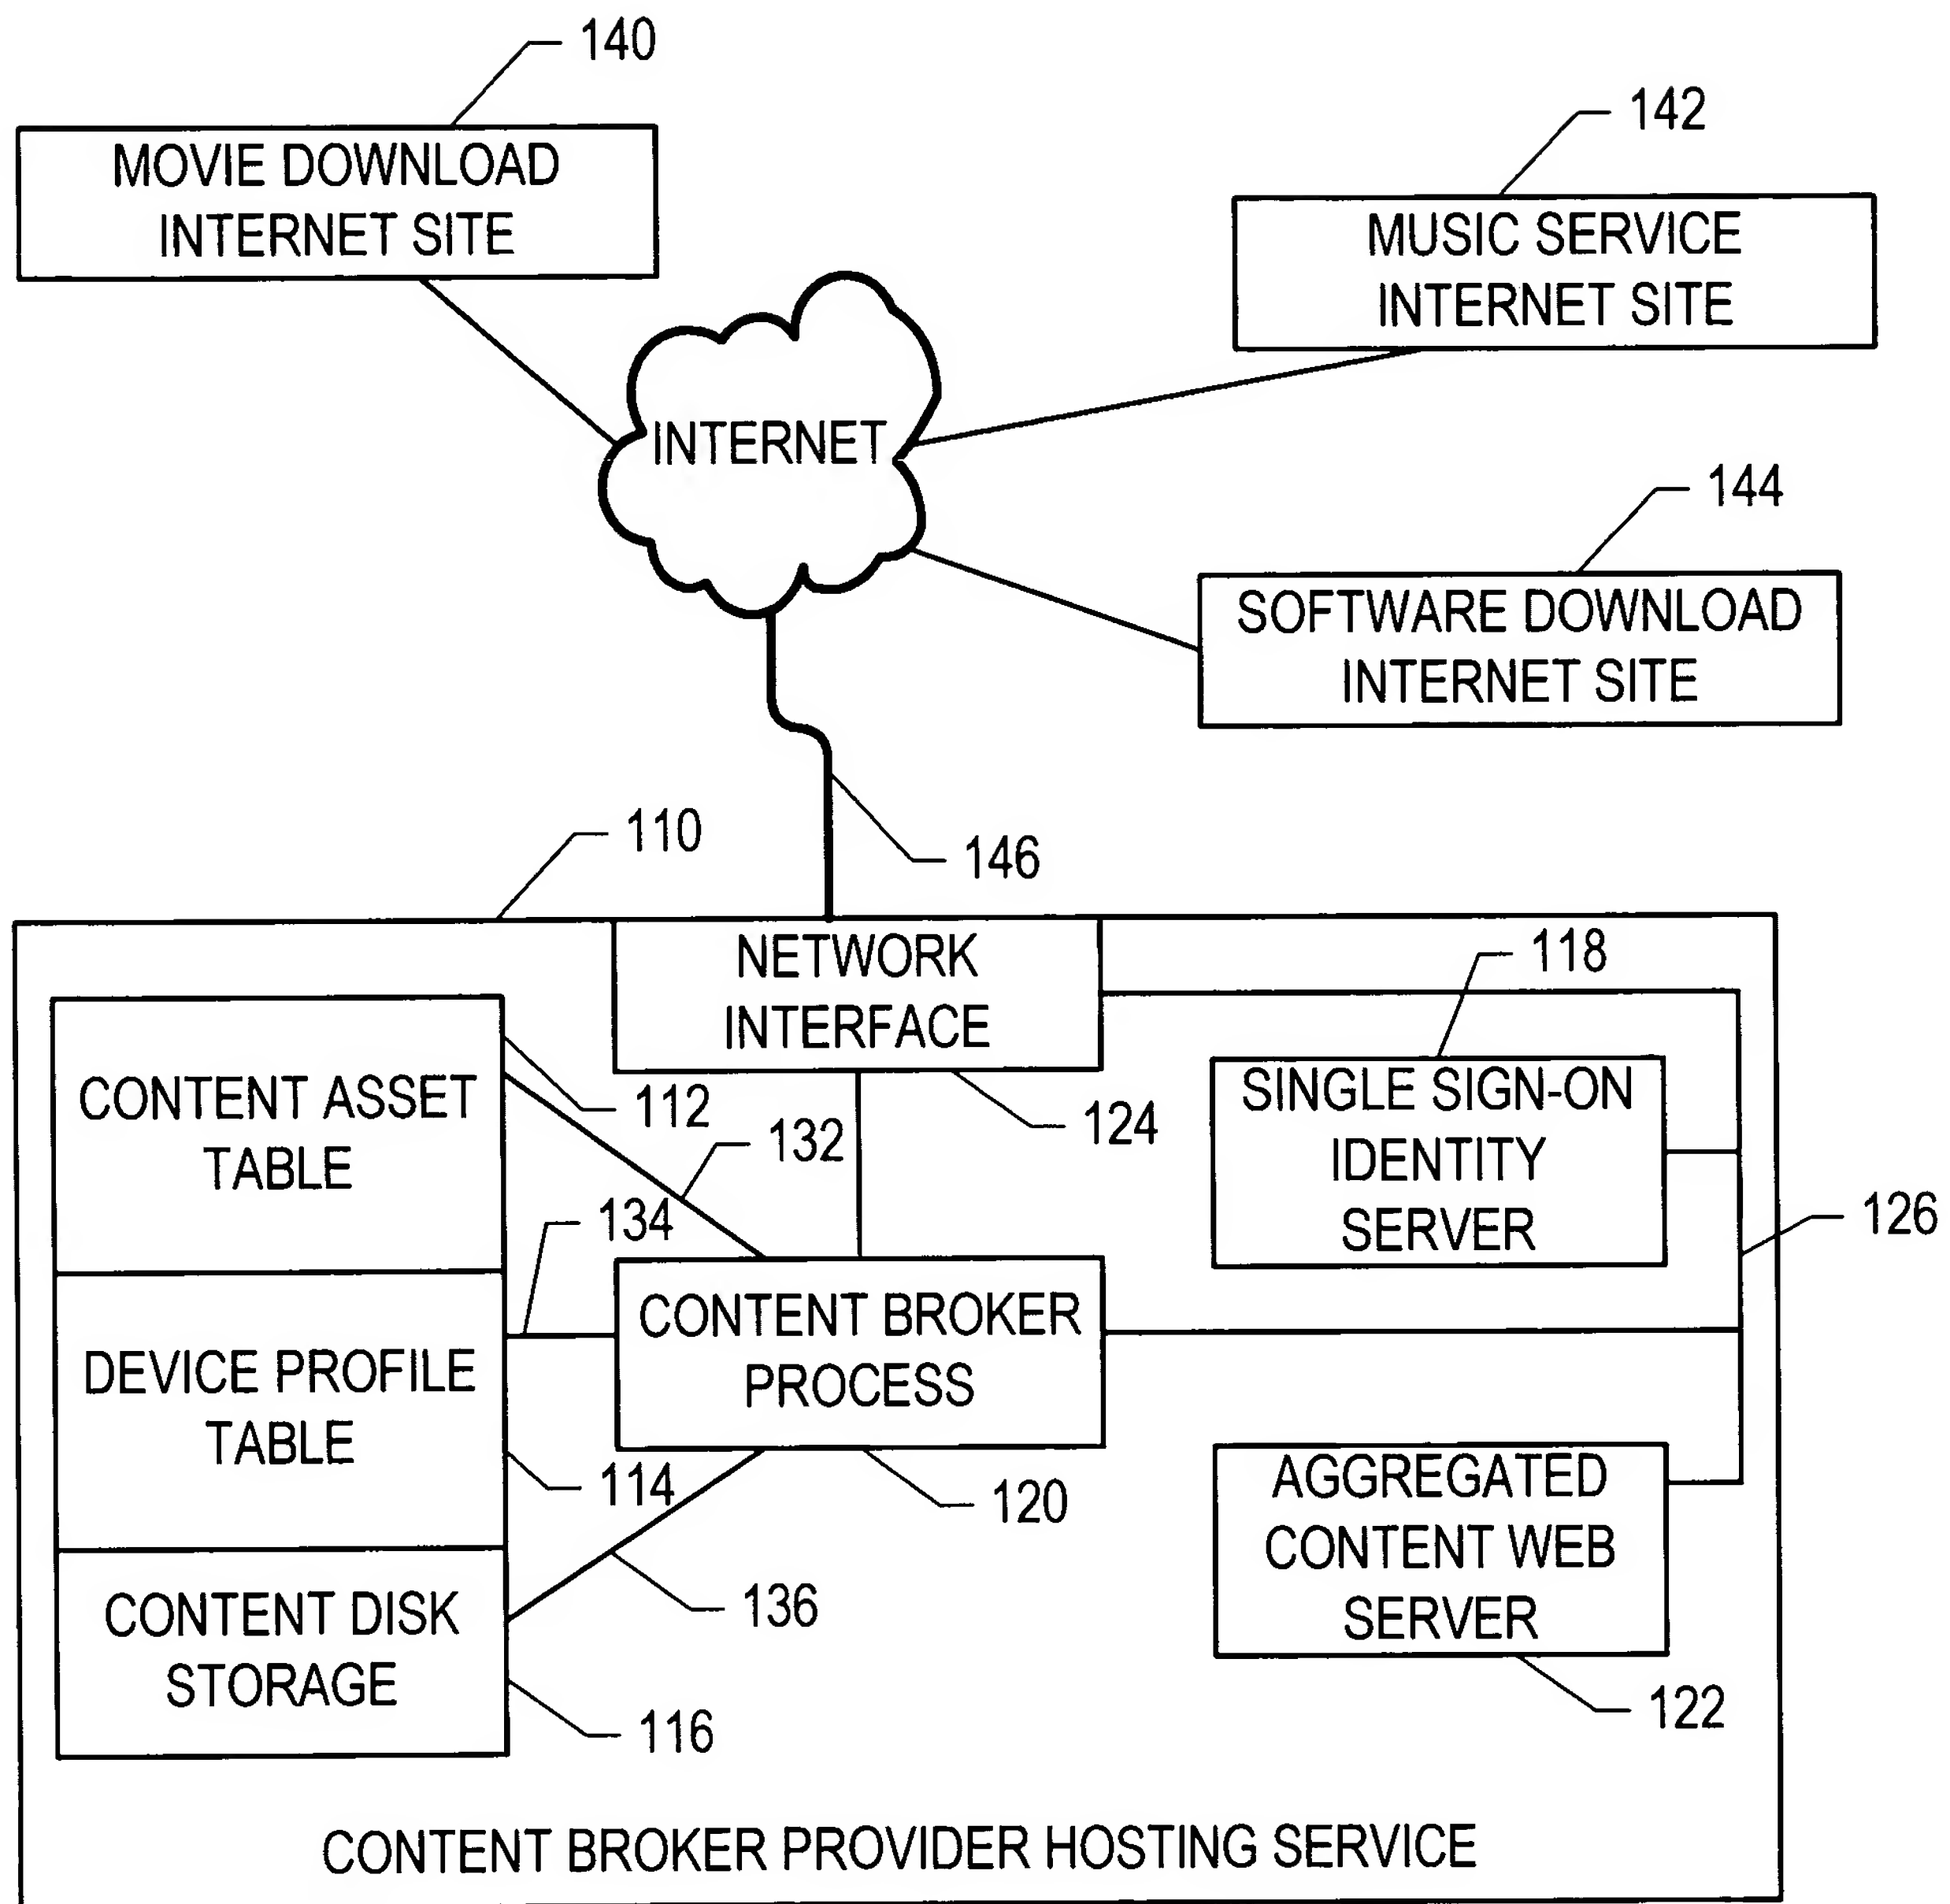 140
MOVIE DOWNLOAD
INTERNET SITE
142
MUSIC SERVICE
INTERNET SITE
INTERNET
144
SOFTWARE DOWNLOAD
INTERNET SITE
146
110
NETWORK
INTERFACE
124
118
SINGLE SIGN-ON
IDENTITY
SERVER
CONTENT ASSET
TABLE
112
132
134
126
CONTENT BROKER
PROCESS
120
DEVICE PROFILE
TABLE
114
AGGREGATED
CONTENT WEB
SERVER
122
CONTENT DISK
STORAGE
136
116
CONTENT BROKER PROVIDER HOSTING SERVICE